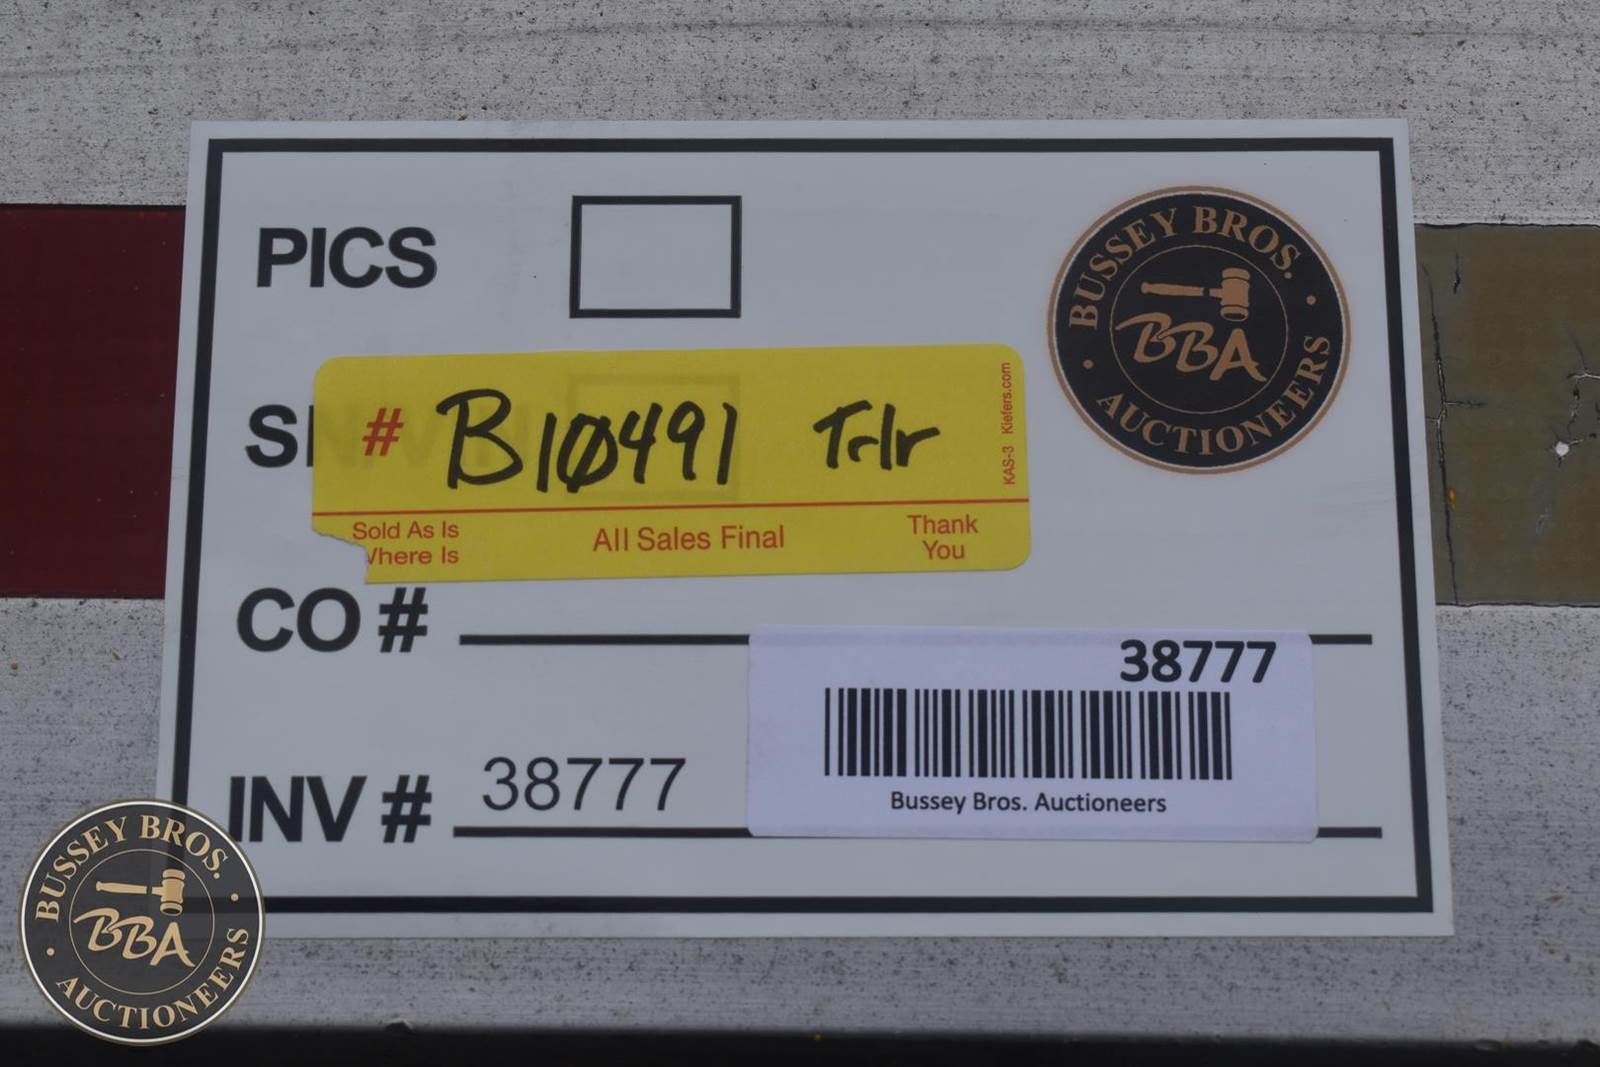 PICS
BUSSEY BROS.
BBA
AUCTIONEERS
# B10491 Trlr
KAS-3 Kiefers.com
Sold As Is
Where Is
All Sales Final
Thank
You
CO #
38777
INV # 38777
Bussey Bros. Auctioneers
BUSSEY BROS.
BBA
AUCTIONEERS